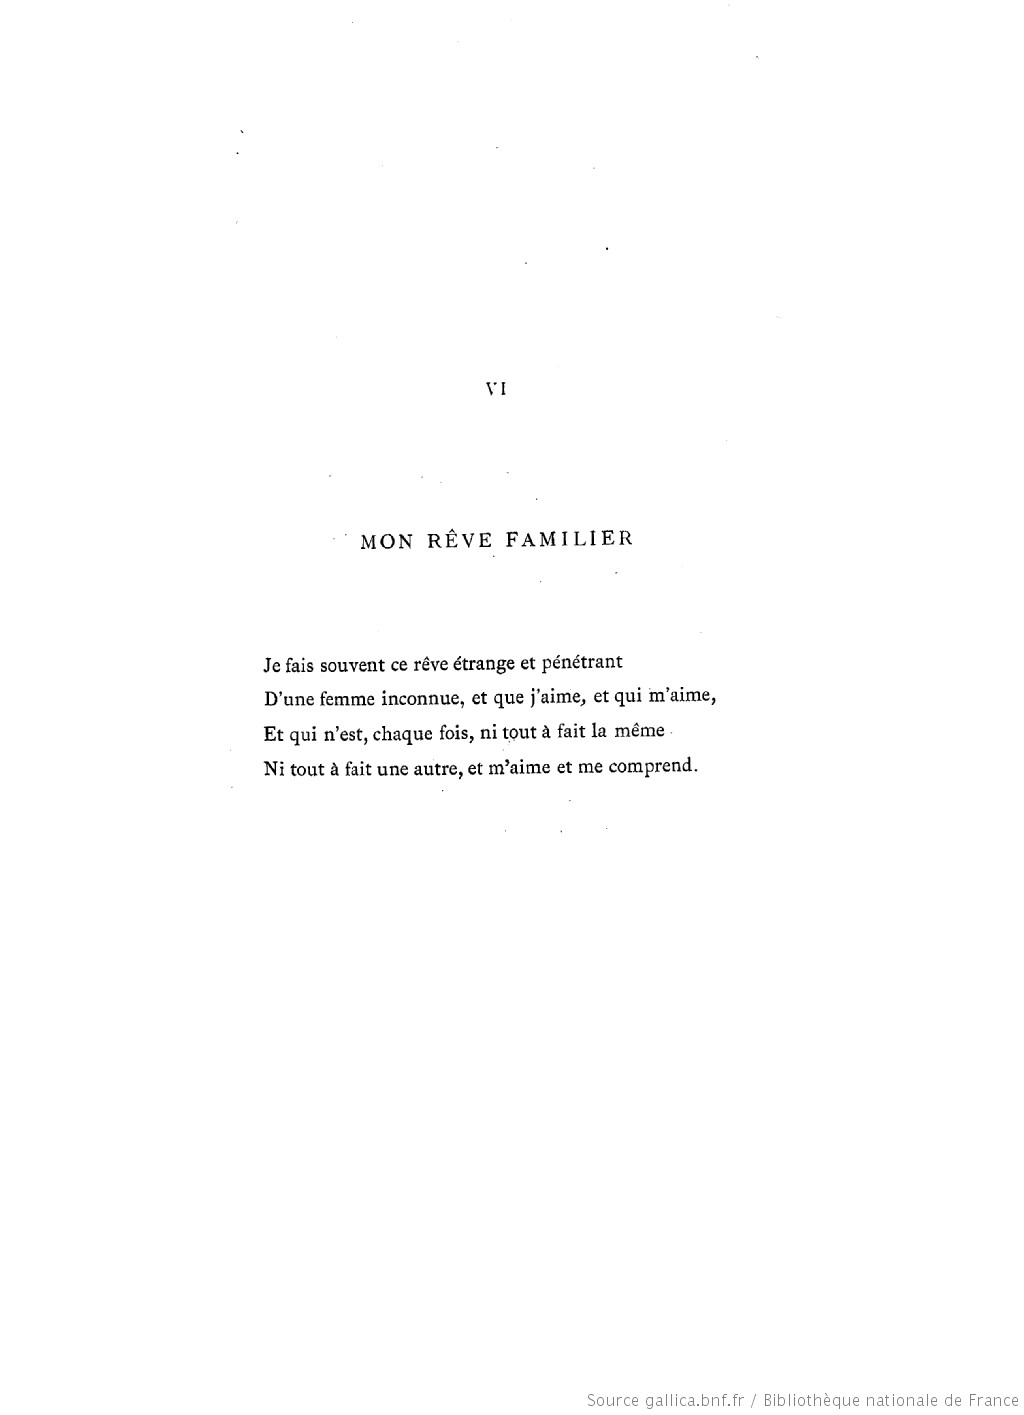 VI
MON RÊVE FAMILIER
Je fais souvent ce rêve étrange et pénétrant
D'une femme inconnue, et que j'aime, et qui m'aime,
Et qui n'est, chaque fois, ni tout à fait la même
Ni tout à fait une autre, et m'aime et me comprend.
Source gallica.bnf.fr / Bibliothèque nationale de France